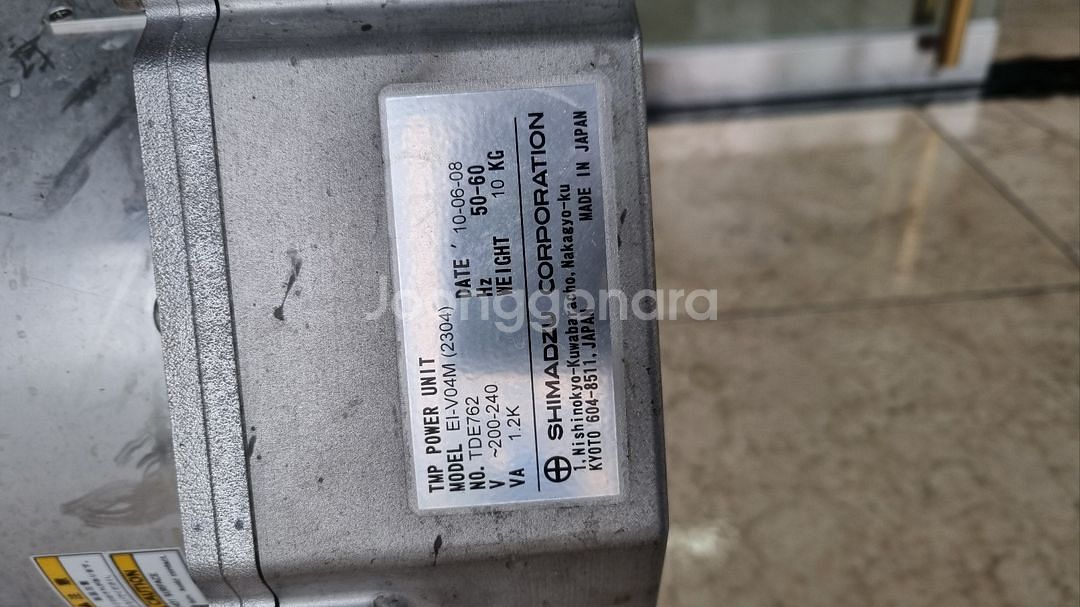 TMP POWER UNIT
MODEL EI-V04M (2304) DATE ' 10-06-08
NO. TDE762 Hz 50-60
V ~200-240 WEIGHT 10 KG
VA 1.2K
SHIMADZU CORPORATION
1, Nishinokyo-Kuwabaracho, Nakagyo-ku
KYOTO 604-8511, JAPAN MADE IN JAPAN
Joonggonara
CAUTION